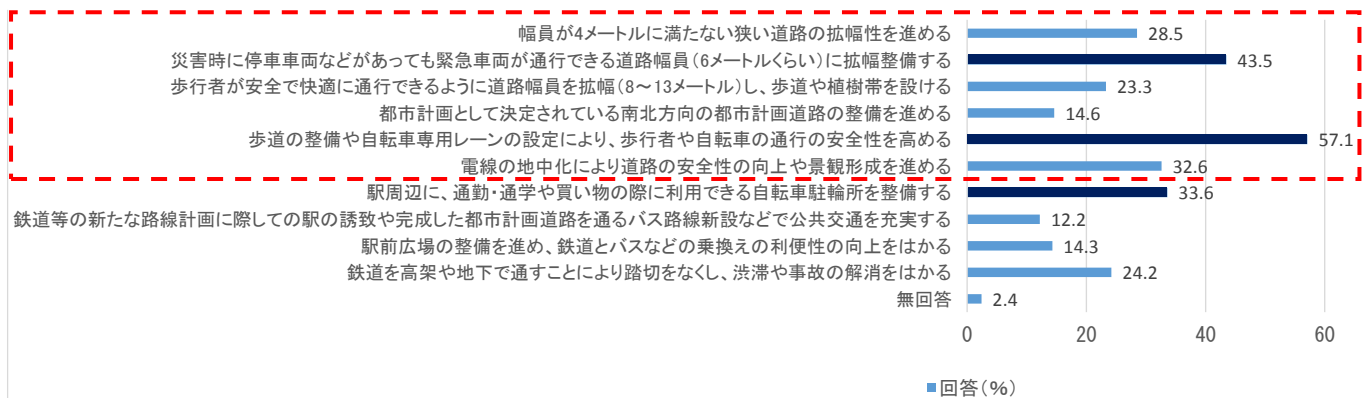 幅員が4メートルに満たない狭い道路の拡幅性を進める 28.5
災害時に停車車両などがあっても緊急車両が通行できる道路幅員(6メートルくらい)に拡幅整備する 43.5
歩行者が安全で快適に通行できるように道路幅員を拡幅(8～13メートル)し、歩道や植樹帯を設ける 23.3
都市計画として決定されている南北方向の都市計画道路の整備を進める 14.6
歩道の整備や自転車専用レーンの設定により、歩行者や自転車の通行の安全性を高める 57.1
電線の地中化により道路の安全性の向上や景観形成を進める 32.6
駅周辺に、通勤・通学や買い物の際に利用できる自転車駐輪所を整備する 33.6
鉄道等の新たな路線計画に際しての駅の誘致や完成した都市計画道路を通るバス路線新設などで公共交通を充実する 12.2
駅前広場の整備を進め、鉄道とバスなどの乗換えの利便性の向上をはかる 14.3
鉄道を高架や地下で通すことにより踏切をなくし、渋滞や事故の解消をはかる 24.2
無回答 2.4
0 20 40 60
回答(%)